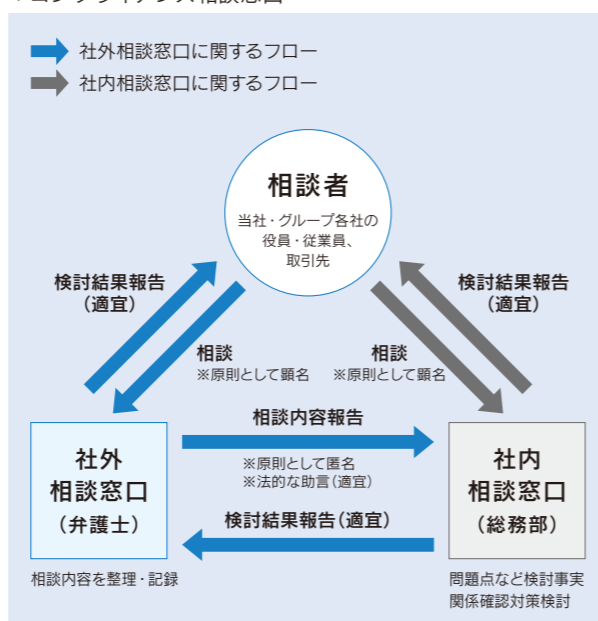 社外相談窓口に関するフロー
社内相談窓口に関するフロー
相談者
当社・グループ各社の
役員・従業員、
取引先
検討結果報告
（適宜）
検討結果報告
（適宜）
相談
※原則として顕名
相談
※原則として顕名
相談内容報告
※原則として匿名
※法的な助言（適宜）
社外
相談窓口
（弁護士）
社内
相談窓口
（総務部）
検討結果報告（適宜）
相談内容を整理・記録
問題点など検討事実
関係確認対策検討